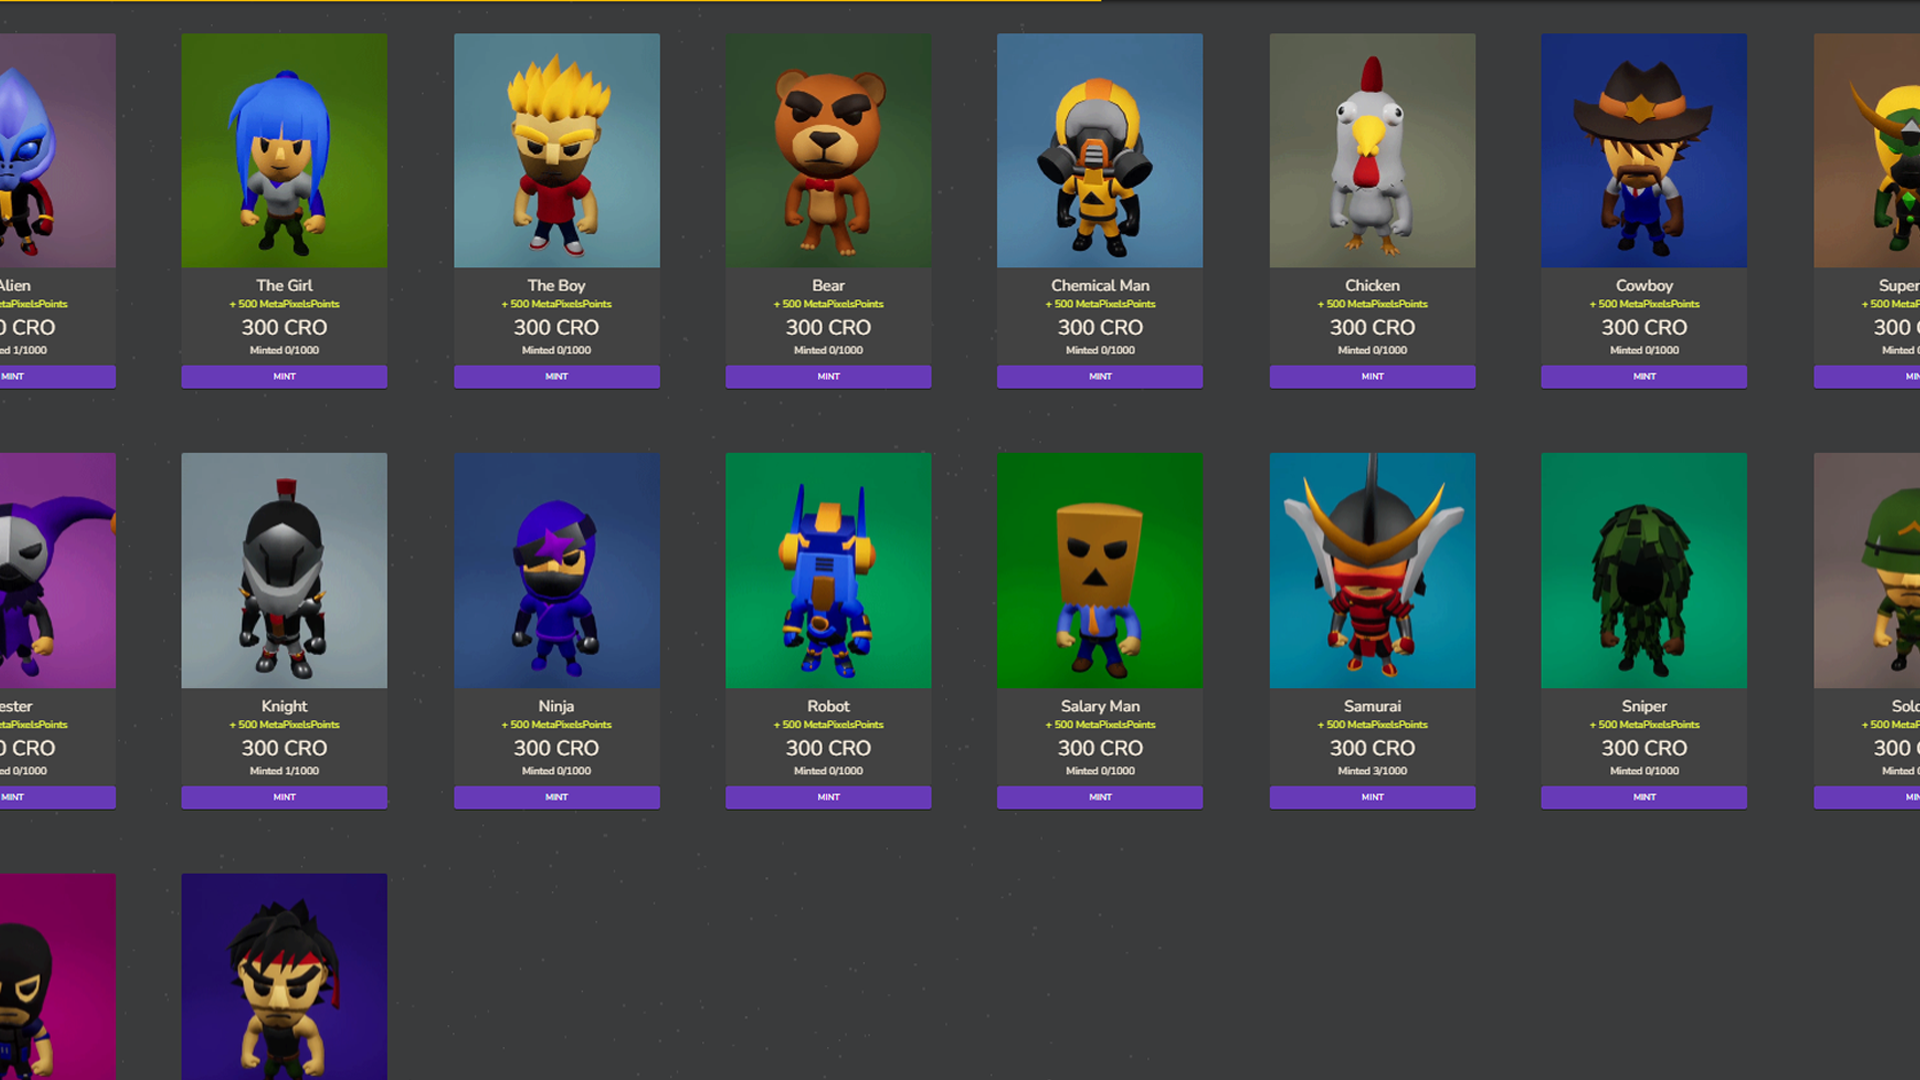 Alien
The Girl
The Boy
Bear
Chemical Man
Chicken
Cowboy
Super
etaPixelsPoints
+ 500 MetaPixelsPoints
+ 500 MetaPixelsPoints
+ 500 MetaPixelsPoints
+ 500 MetaPixelsPoints
+ 500 MetaPixelsPoints
+ 500 MetaPixelsPoints
+ 500 MetaP
0 CRO
300 CRO
300 CRO
300 CRO
300 CRO
300 CRO
300 CRO
300
ed 1/1000
Minted 0/1000
Minted 0/1000
Minted 0/1000
Minted 0/1000
Minted 0/1000
Minted 0/1000
Minted
MINT
MINT
MINT
MINT
MINT
MINT
MINT
MIN
ester
Knight
Ninja
Robot
Salary Man
Samurai
Sniper
Sold
etaPixelsPoints
+ 500 MetaPixelsPoints
+ 500 MetaPixelsPoints
+ 500 MetaPixelsPoints
+ 500 MetaPixelsPoints
+ 500 MetaPixelsPoints
+ 500 MetaPixelsPoints
+ 500 MetaP
0 CRO
300 CRO
300 CRO
300 CRO
300 CRO
300 CRO
300 CRO
300
ed 0/1000
Minted 1/1000
Minted 0/1000
Minted 0/1000
Minted 0/1000
Minted 3/1000
Minted 0/1000
Minted
MINT
MINT
MINT
MINT
MINT
MINT
MINT
MIN